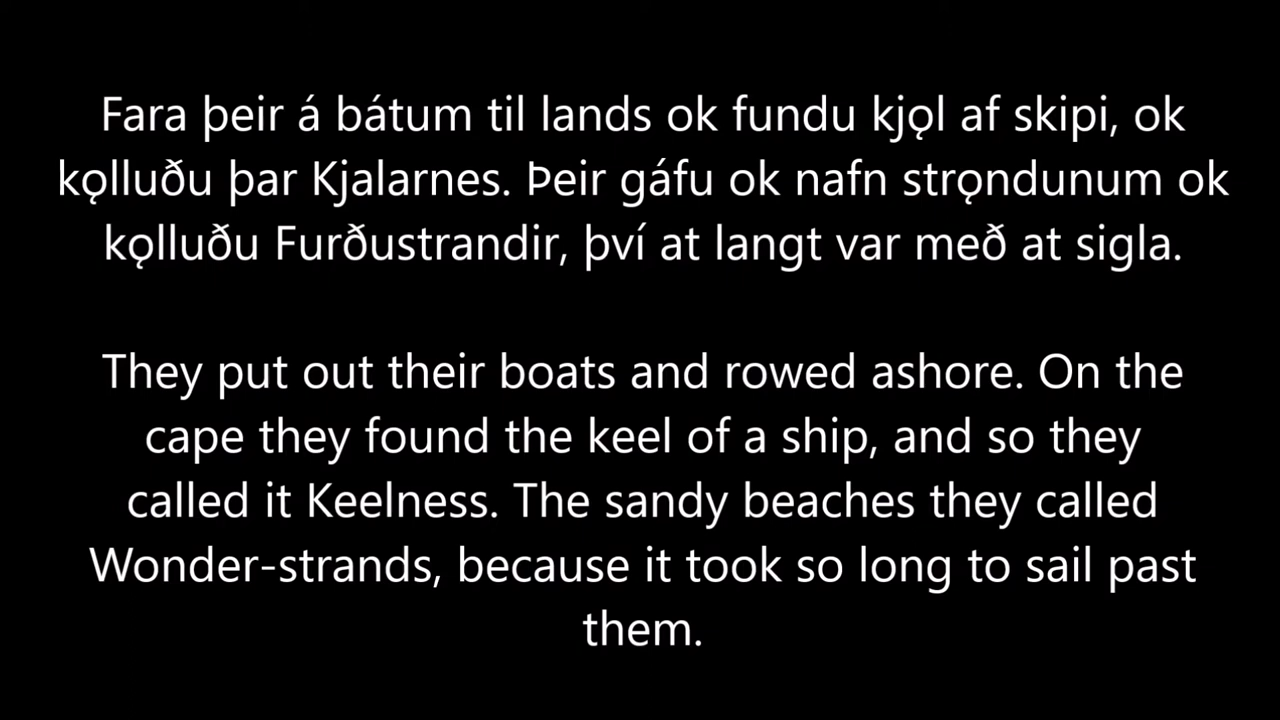 Fara þeir á bátum til lands ok fundu kjǫl af skipi, ok
kǫlluðu þar Kjalarnes. Þeir gáfu ok nafn strǫndunum ok
kǫlluðu Furðustrandir, því at langt var með at sigla.
They put out their boats and rowed ashore. On the
cape they found the keel of a ship, and so they
called it Keelness. The sandy beaches they called
Wonder-strands, because it took so long to sail past
them.